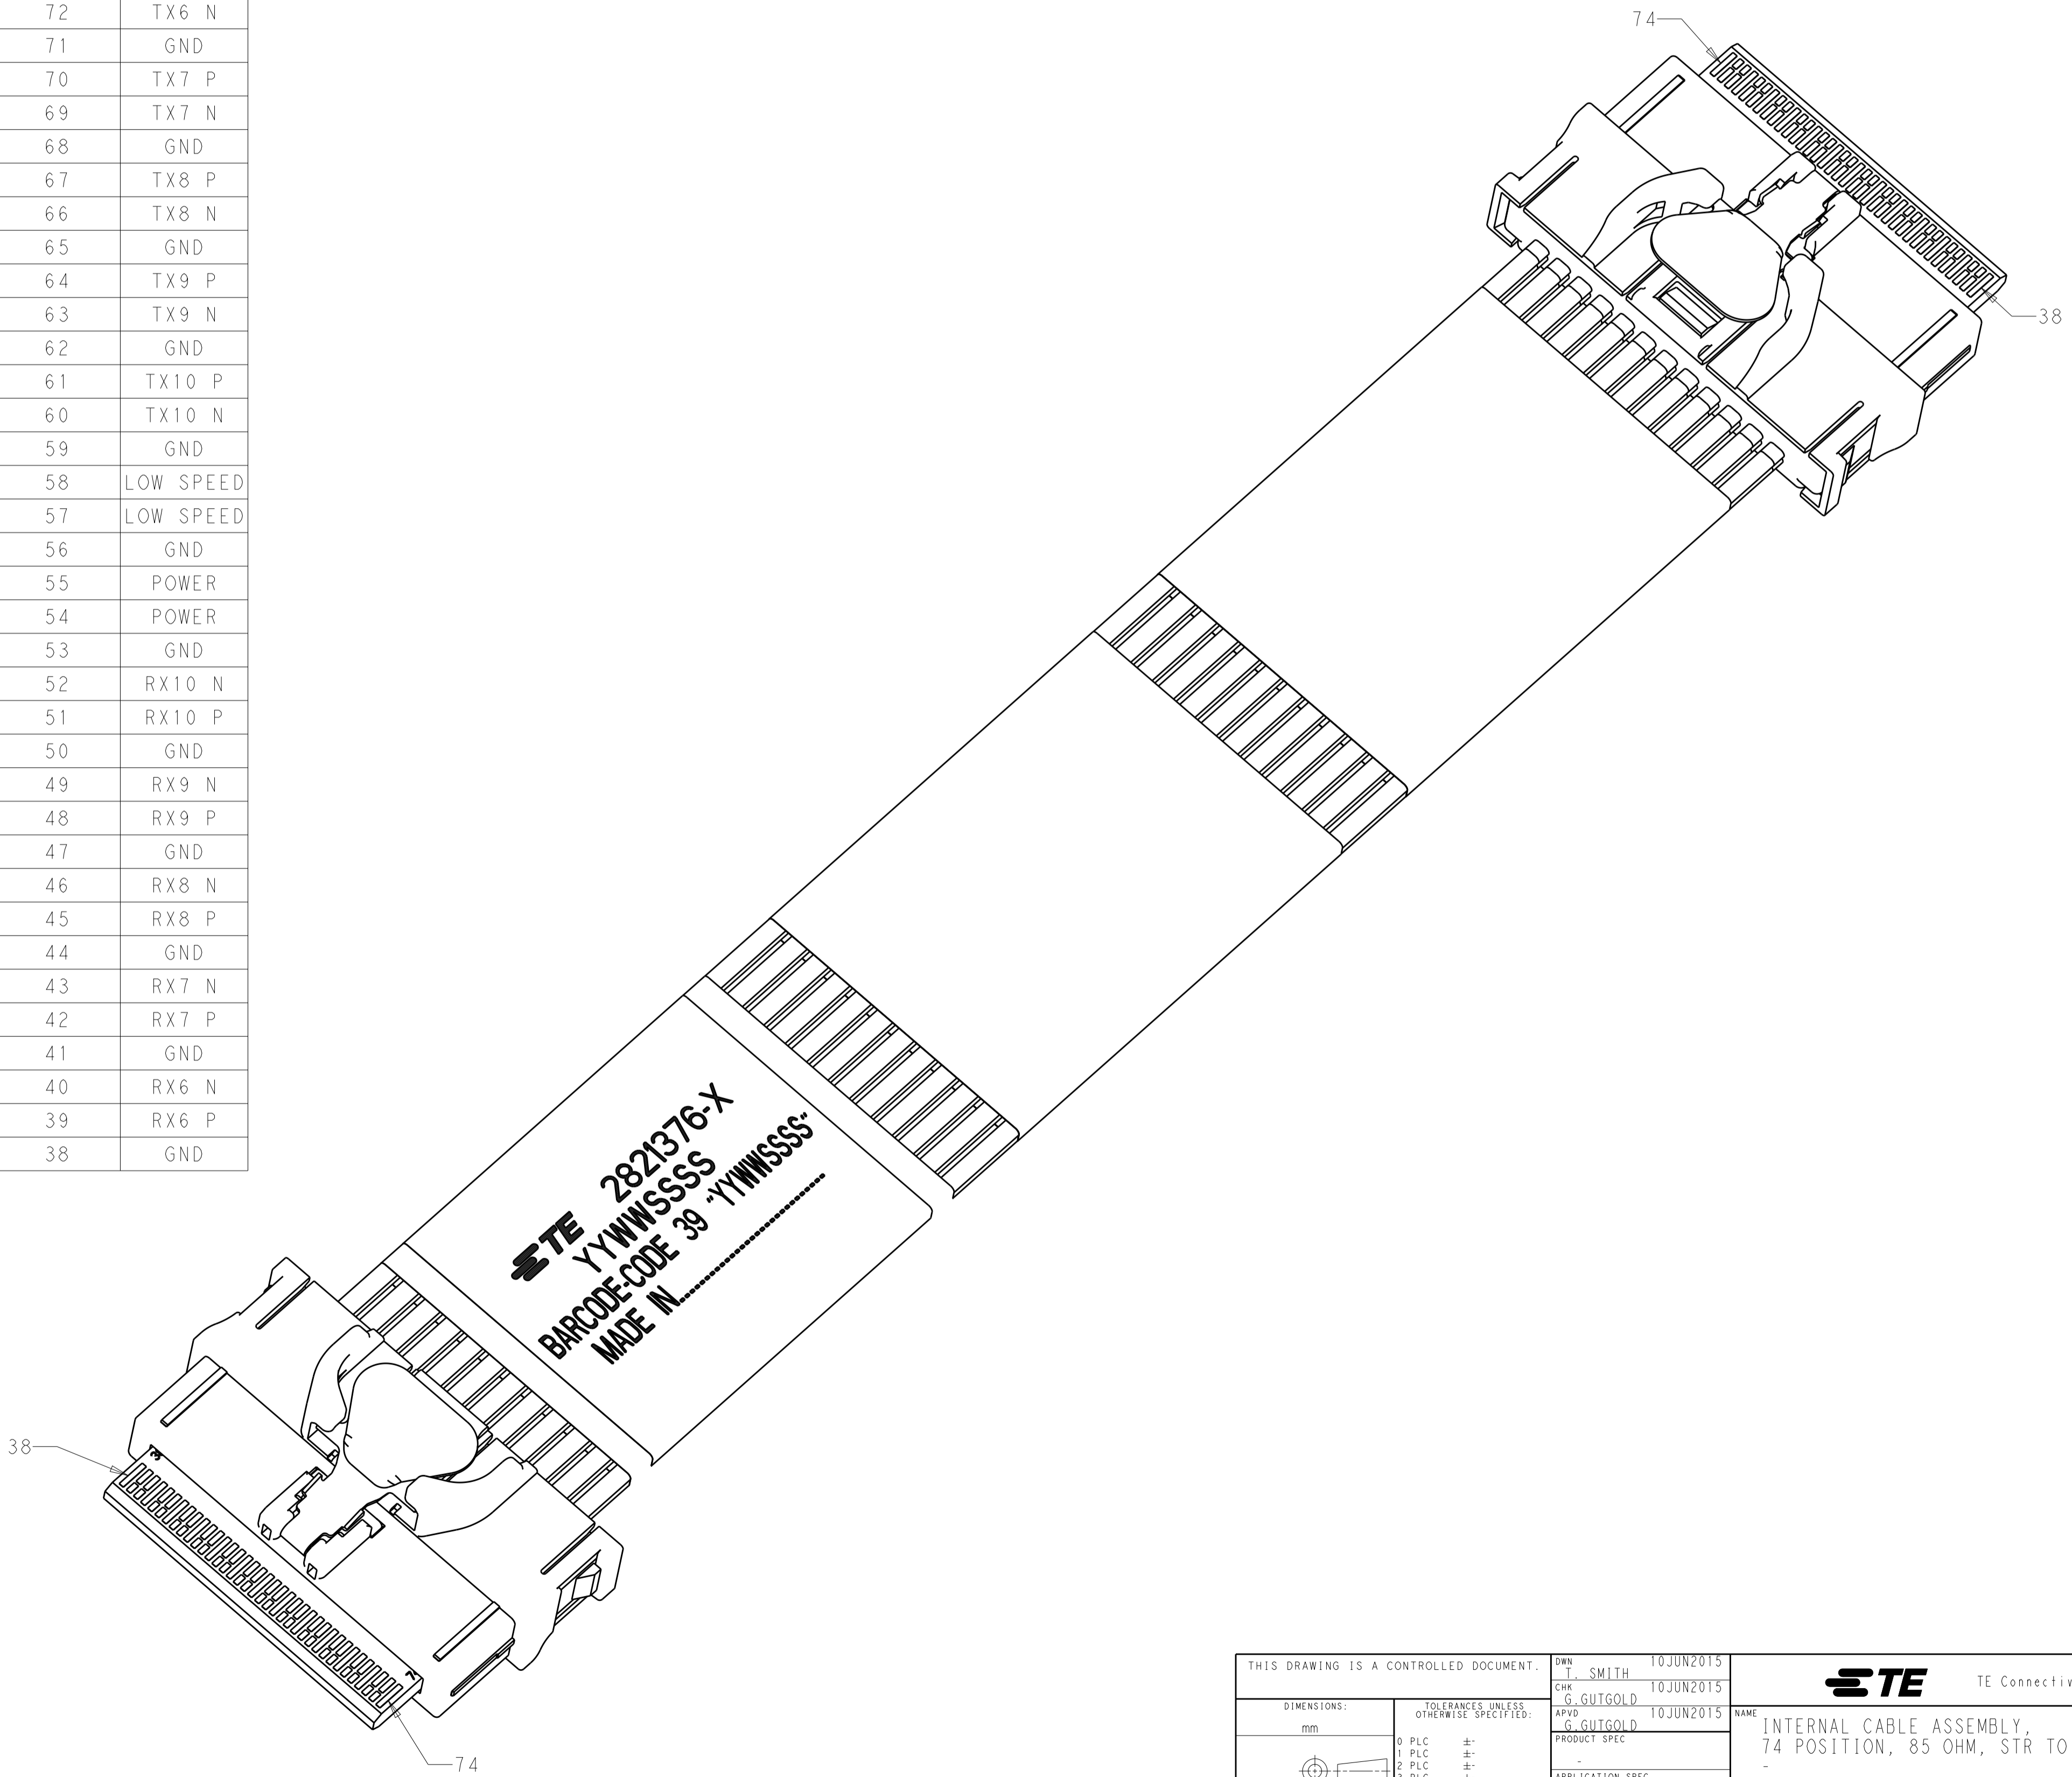 72 TX6 N
71 GND
70 TX7 P
69 TX7 N
68 GND
67 TX8 P
66 TX8 N
65 GND
64 TX9 P
63 TX9 N
62 GND
61 TX10 P
60 TX10 N
59 GND
58 LOW SPEED
57 LOW SPEED
56 GND
55 POWER
54 POWER
53 GND
52 RX10 N
51 RX10 P
50 GND
49 RX9 N
48 RX9 P
47 GND
46 RX8 N
45 RX8 P
44 GND
43 RX7 N
42 RX7 P
41 GND
40 RX6 N
39 RX6 P
38 GND
74
38
TE 2821376-X
YYWWSSSS
BARCODE-CODE 39 "YYWWSSSS"
MADE IN
38
74
74
THIS DRAWING IS A CONTROLLED DOCUMENT.
DIMENSIONS:
mm
TOLERANCES UNLESS
OTHERWISE SPECIFIED:
0 PLC ±-
1 PLC ±-
2 PLC ±-
DWN 10JUN2015
T. SMITH
CHK 10JUN2015
G.GUTGOLD
APVD 10JUN2015
G.GUTGOLD
PRODUCT SPEC
-
APPLICATION SPEC
TE
TE Connectiv
NAME
INTERNAL CABLE ASSEMBLY,
74 POSITION, 85 OHM, STR TO
-